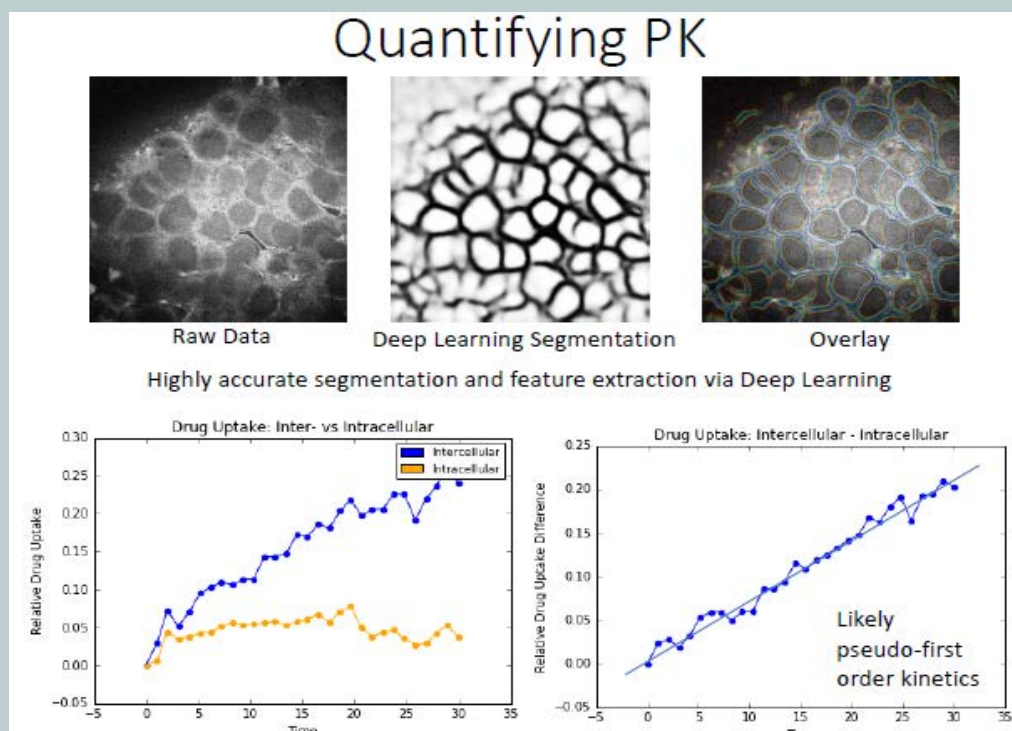 Quantifying PK
Raw Data
Deep Learning Segmentation
Overlay
Highly accurate segmentation and feature extraction via Deep Learning
Drug Uptake: Inter- vs Intracellular
Relative Drug Uptake
0.30
0.25
0.20
0.15
0.10
0.05
0.00
−0.05
Intercellular
Intracellular
−5
0
5
10
15
20
25
30
35
Time
Drug Uptake: Intercellular - Intracellular
Relative Drug Uptake Difference
0.25
0.20
0.15
0.10
0.05
0.00
−0.05
Likely
pseudo-first
order kinetics
−5
0
5
10
15
20
25
30
35